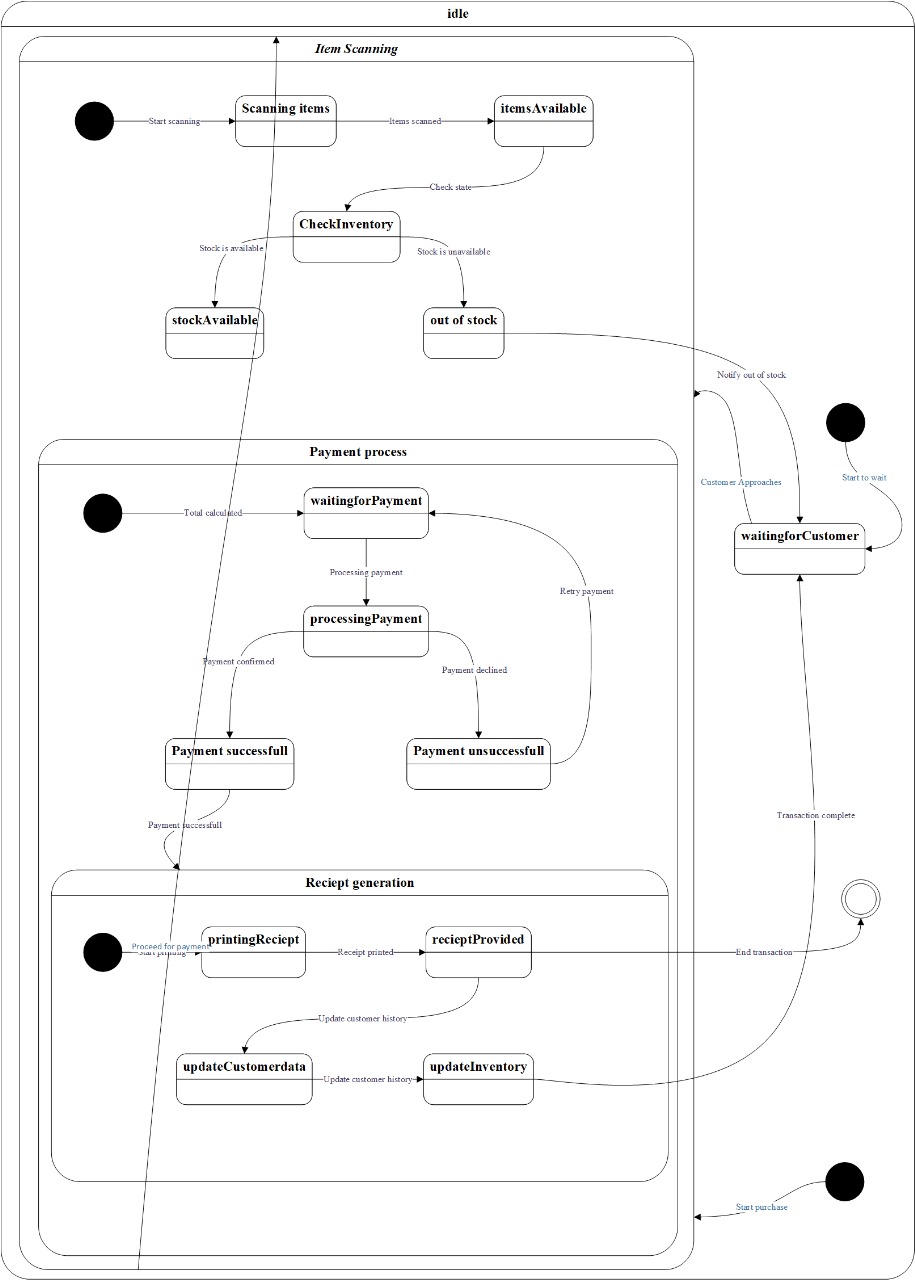 idle
Item Scanning
Scanning items
itemsAvailable
Start scanning
Items scanned
Check state
CheckInventory
Stock is available
Stock is unavailable
stockAvailable
out of stock
Notify out of stock
Payment process
Customer Approaches
Start to wait
waitingforPayment
Total calculated
waitingforCustomer
Processing payment
Retry payment
processingPayment
Payment confirmed
Payment declined
Payment successfull
Payment unsuccessfull
Payment successfull
Transaction complete
Reciept generation
printingReciept
recieptProvided
Proceed for payment
Start printing
Receipt printed
End transaction
Update customer history
updateCustomerdata
updateInventory
Update customer history
Start purchase